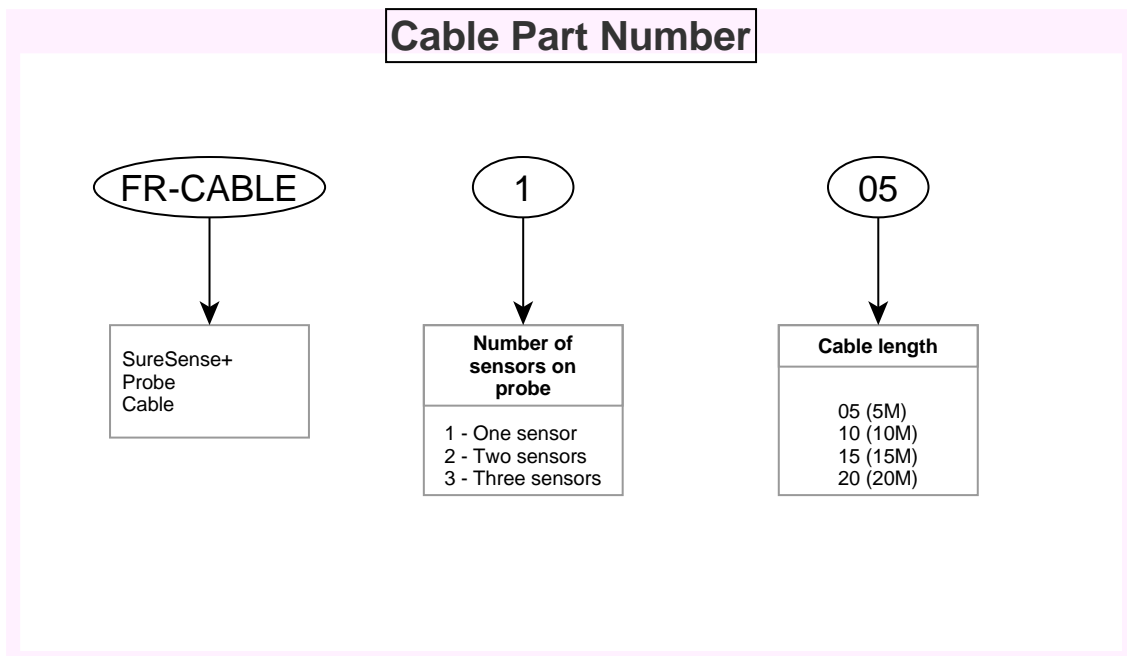 Cable Part Number
FR-CABLE
1
05
SureSense+
Probe
Cable
Number of
sensors on
probe
1 - One sensor
2 - Two sensors
3 - Three sensors
Cable length
05 (5M)
10 (10M)
15 (15M)
20 (20M)